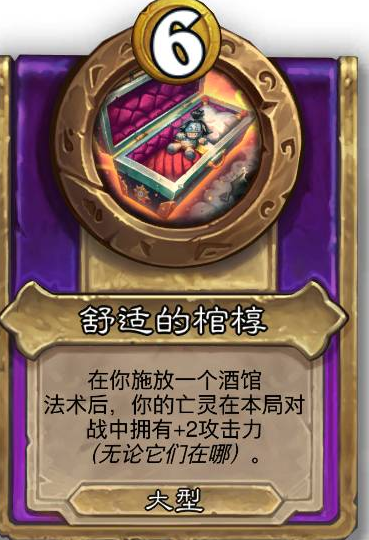 6
舒适的棺椁
在你施放一个酒馆
法术后，你的亡灵在本局对
战中拥有+2攻击力
（无论它们在哪）。
大型